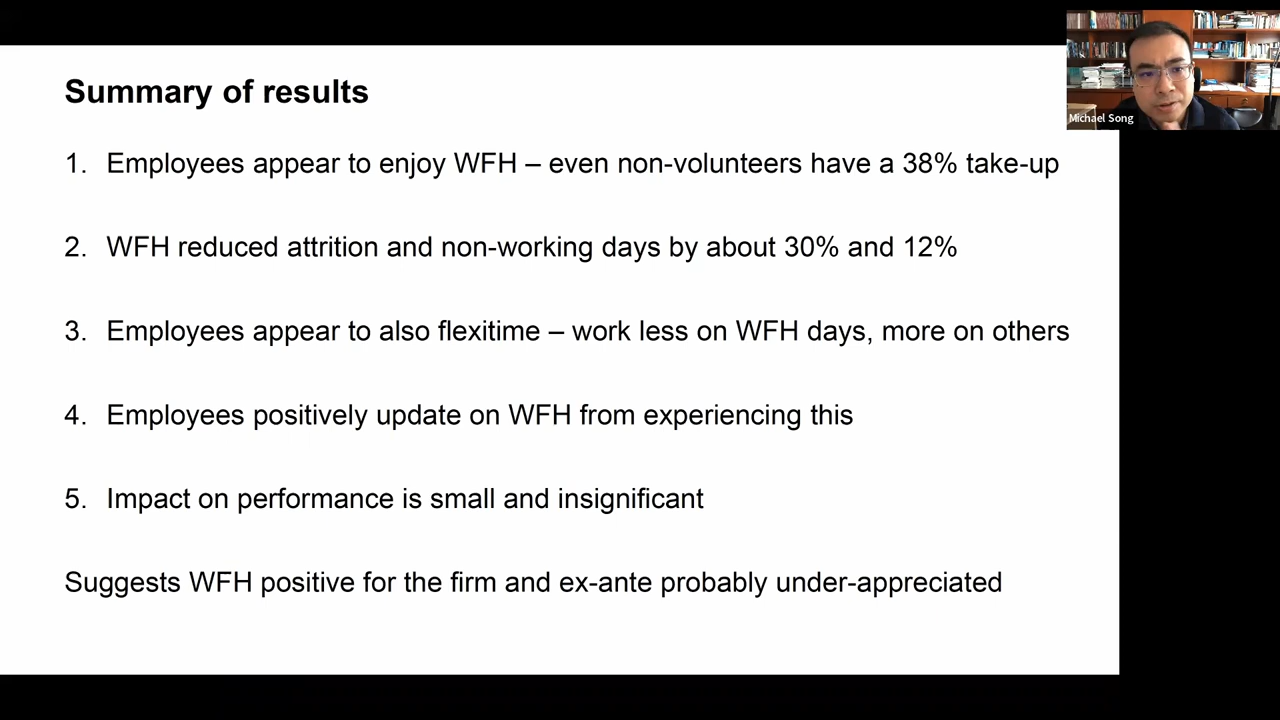 Summary of results
1. Employees appear to enjoy WFH – even non-volunteers have a 38% take-up
2. WFH reduced attrition and non-working days by about 30% and 12%
3. Employees appear to also flexitime – work less on WFH days, more on others
4. Employees positively update on WFH from experiencing this
5. Impact on performance is small and insignificant
Suggests WFH positive for the firm and ex-ante probably under-appreciated
Michael Song